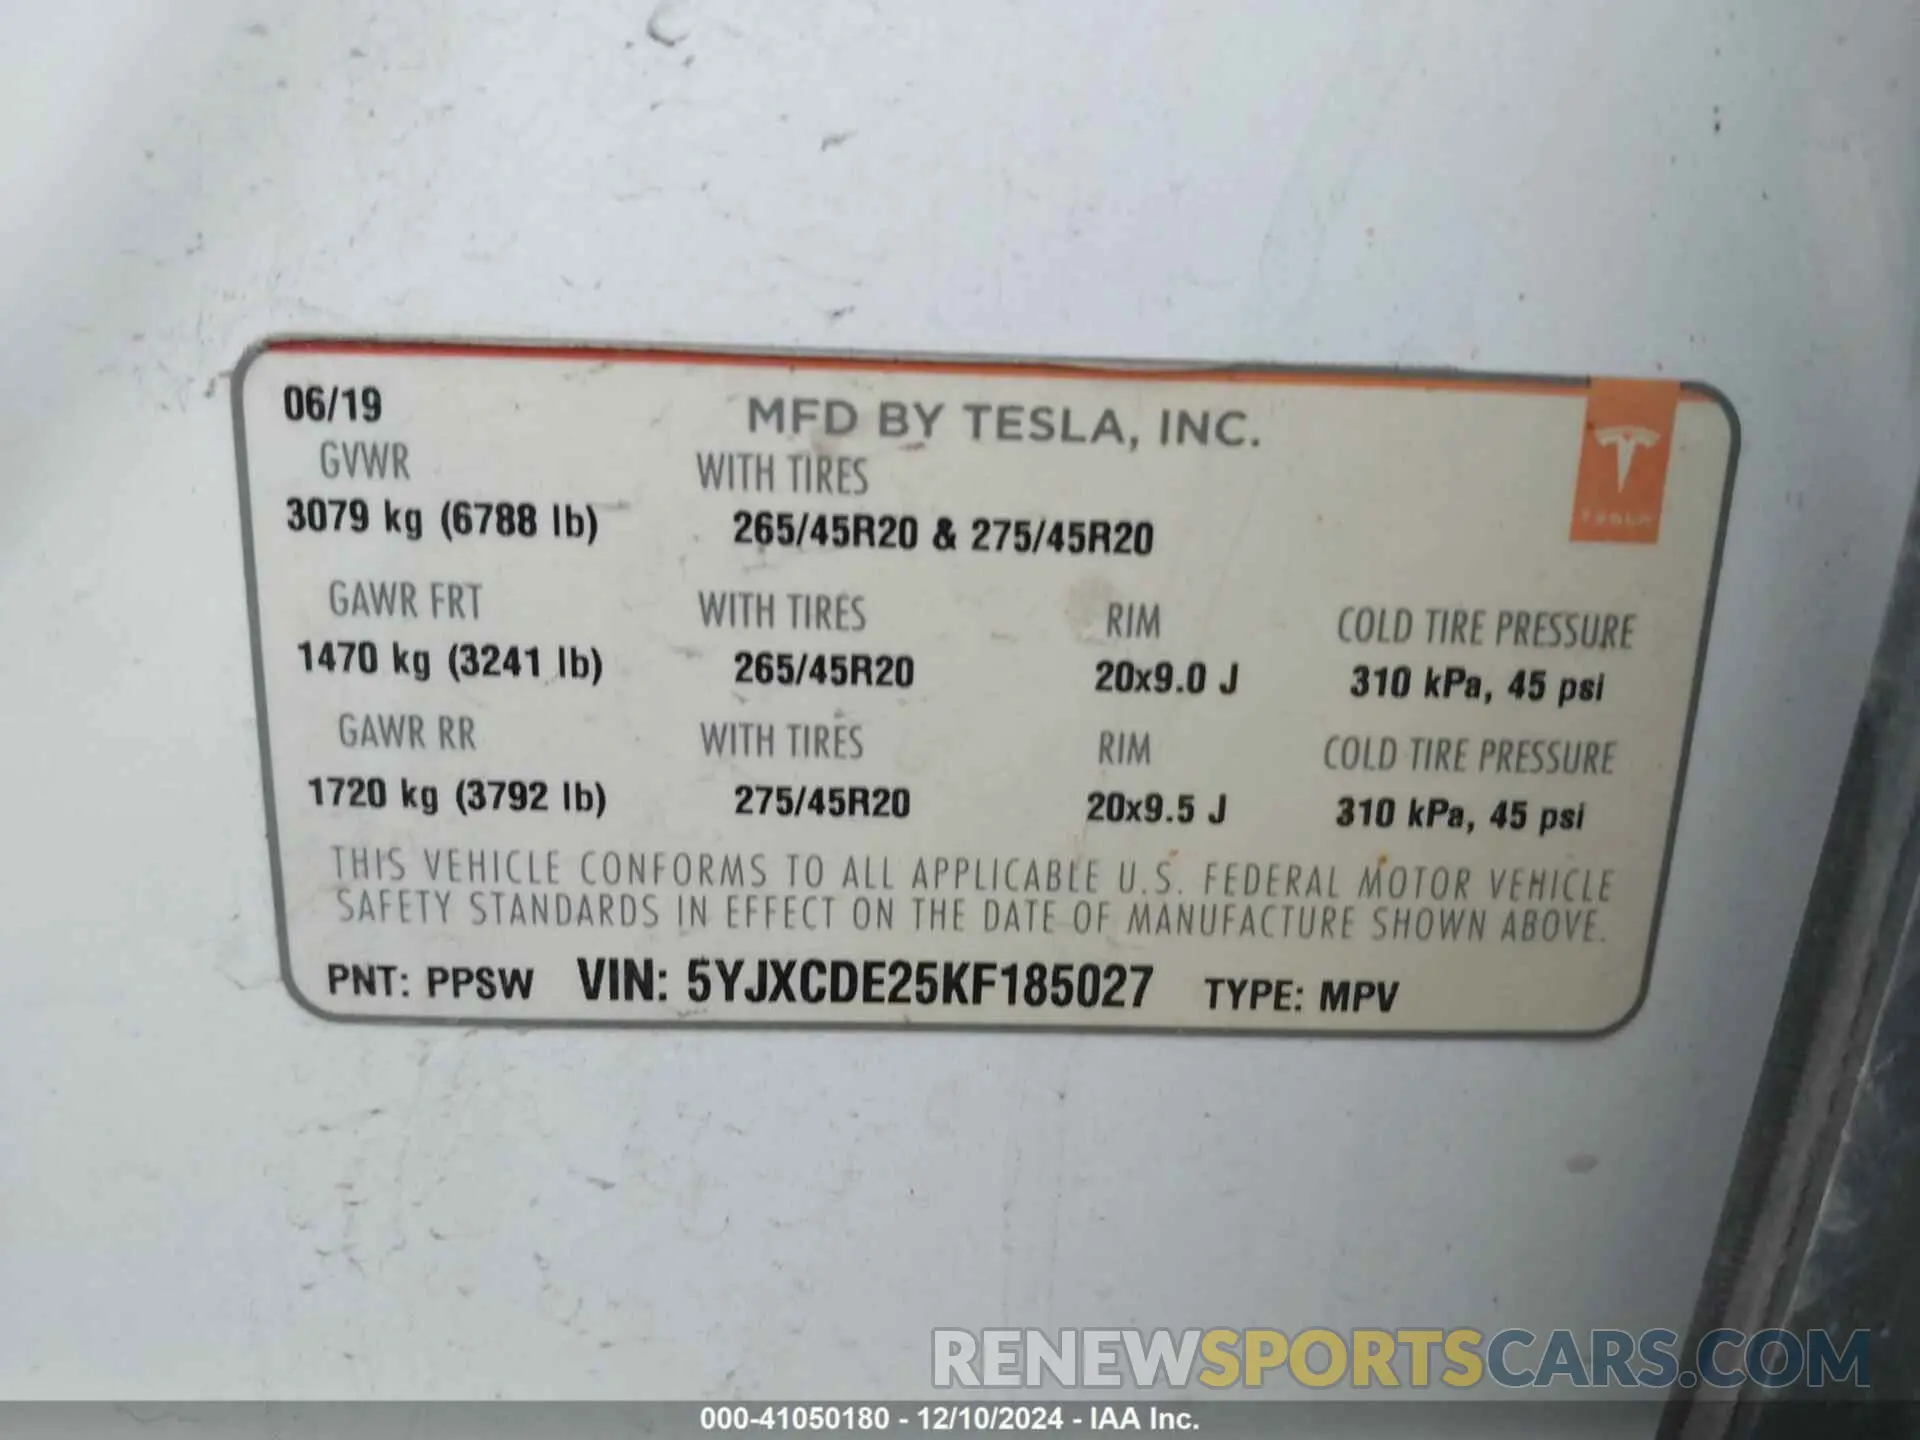 06/19 MFD BY TESLA, INC.
GVWR WITH TIRES
3079 kg (6788 lb) 265/45R20 & 275/45R20
TESLA
GAWR FRT WITH TIRES RIM COLD TIRE PRESSURE
1470 kg (3241 lb) 265/45R20 20x9.0 J 310 kPa, 45 psi
GAWR RR WITH TIRES RIM COLD TIRE PRESSURE
1720 kg (3792 lb) 275/45R20 20x9.5 J 310 kPa, 45 psi
THIS VEHICLE CONFORMS TO ALL APPLICABLE U.S. FEDERAL MOTOR VEHICLE
SAFETY STANDARDS IN EFFECT ON THE DATE OF MANUFACTURE SHOWN ABOVE.
PNT: PPSW VIN: 5YJXCDE25KF185027 TYPE: MPV
RENEWSPORTSCARS.COM
000-41050180 - 12/10/2024 - IAA Inc.